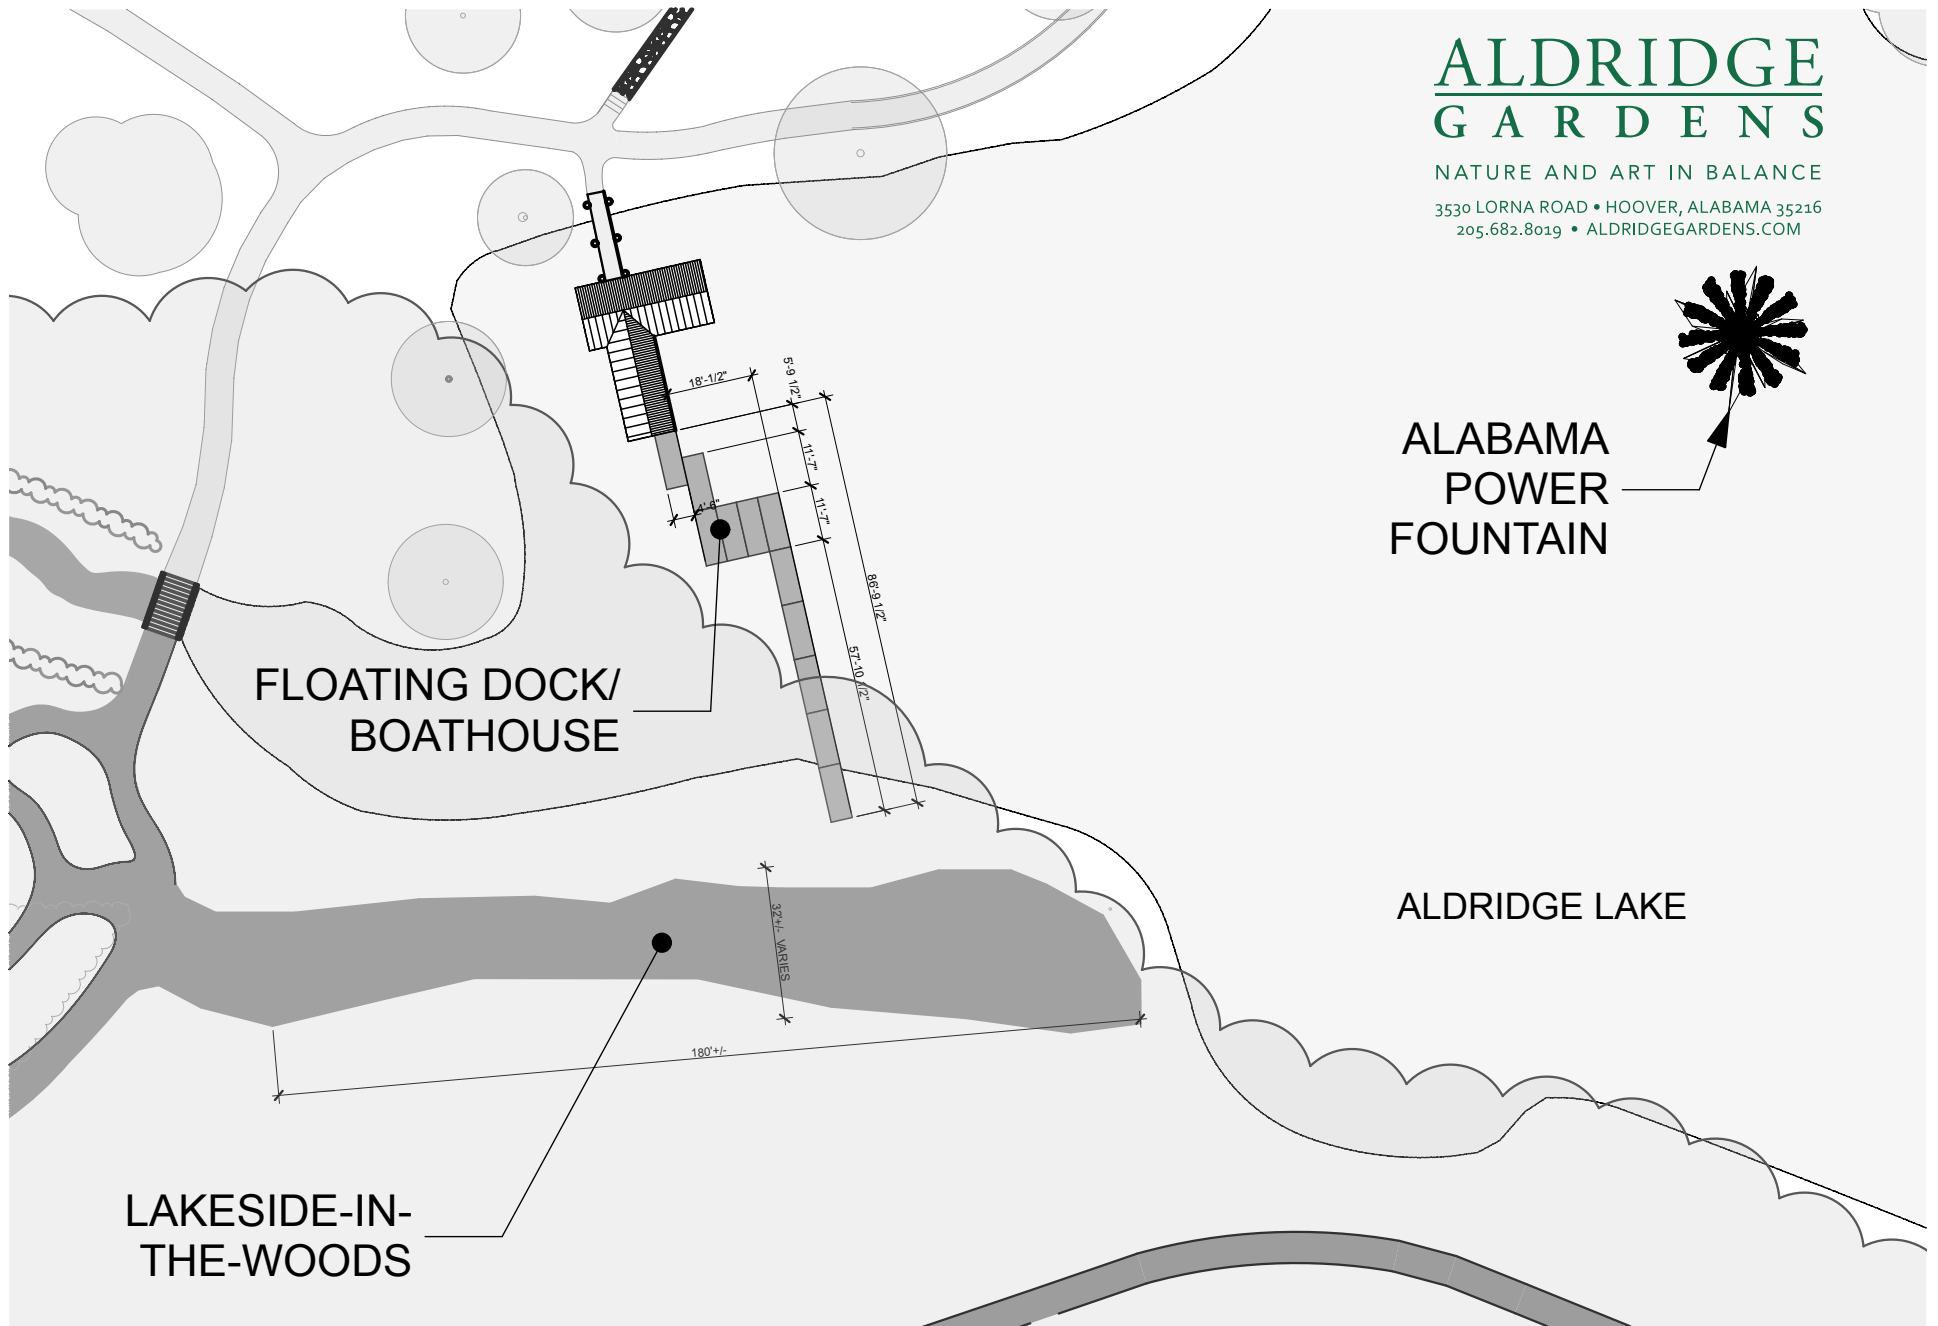 ALDRIDGE
GARDENS
NATURE AND ART IN BALANCE
3530 LORNA ROAD • HOOVER, ALABAMA 35216
205.682.8019 • ALDRIDGEGARDENS.COM
18'-1/2"
5'-9 1/2"
11'-7"
11'-7"
4'-6"
86'-9 1/2"
57'-10 1/2"
ALABAMA
POWER
FOUNTAIN
FLOATING DOCK/
BOATHOUSE
ALDRIDGE LAKE
32'+/- VARIES
180'+/-
LAKESIDE-IN-
THE-WOODS